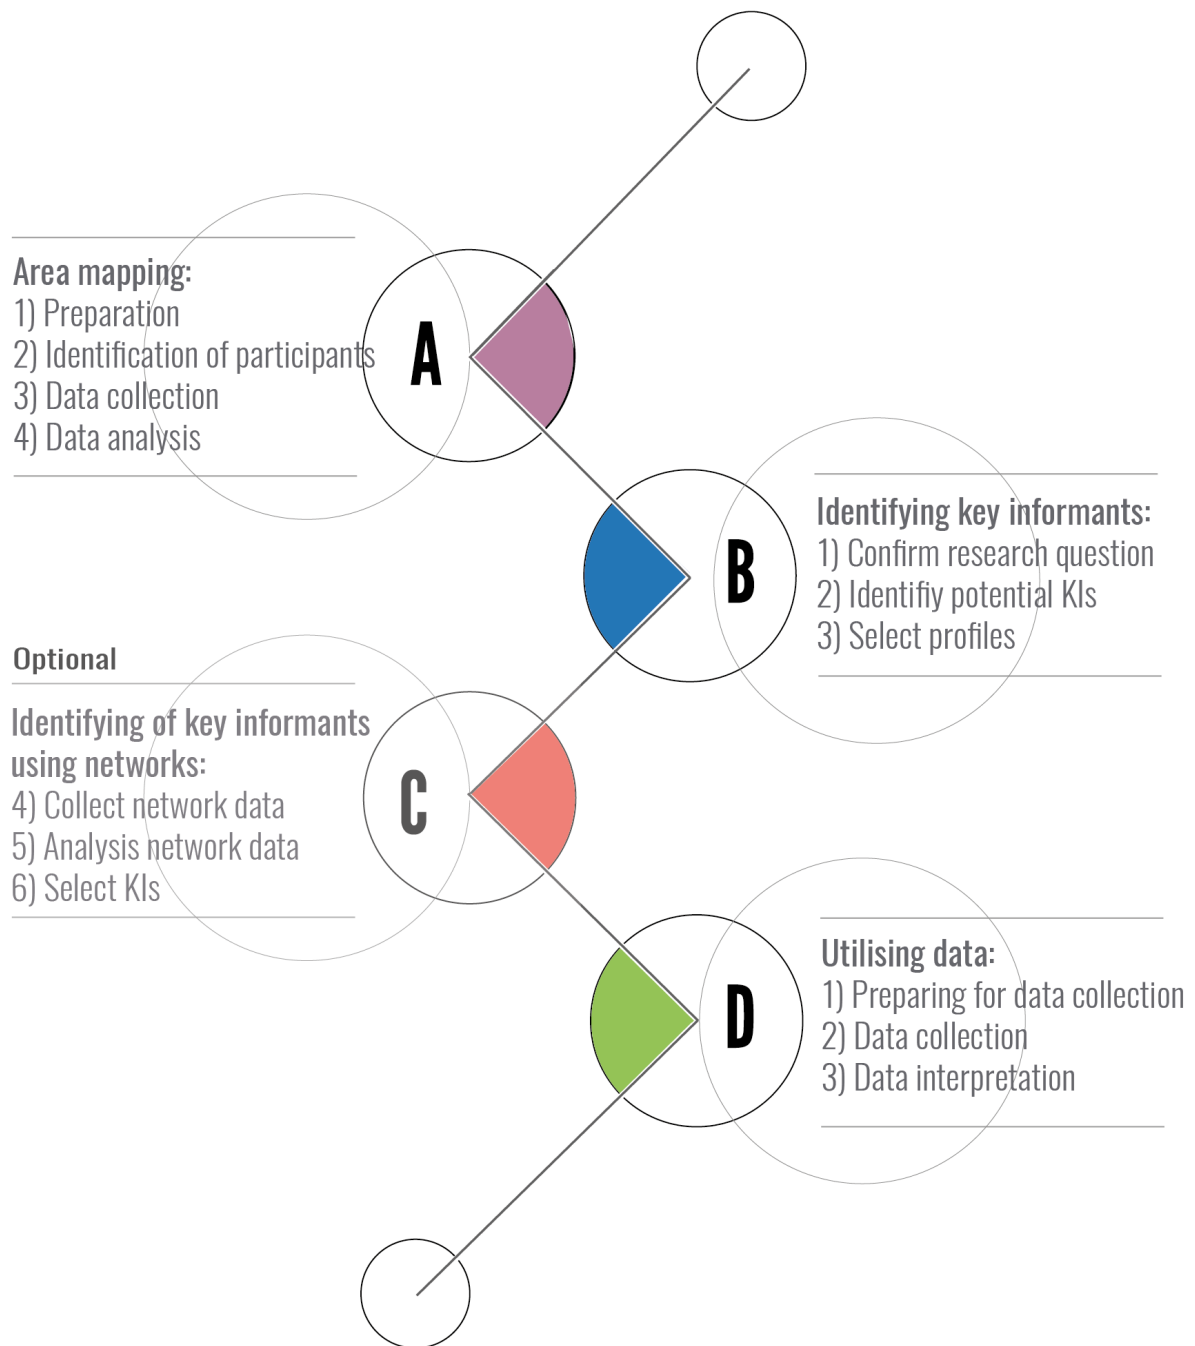 Area mapping:
1) Preparation
2) Identification of participants
3) Data collection
4) Data analysis
A
B
Identifying key informants:
1) Confirm research question
2) Identifiy potential KIs
3) Select profiles
Optional
Identifying of key informants
using networks:
4) Collect network data
5) Analysis network data
6) Select KIs
C
D
Utilising data:
1) Preparing for data collection
2) Data collection
3) Data interpretation